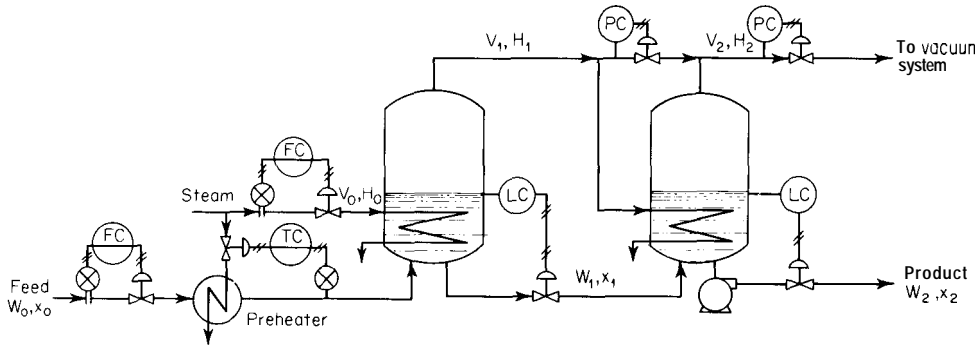 PC
PC
V₁, H₁
V₂, H₂
To vacuun
system
FC
Steam
V₀, H₀
LC
LC
FC
TC
Feed
W₀, x₀
Preheater
W₁, x₁
Product
W₂, x₂